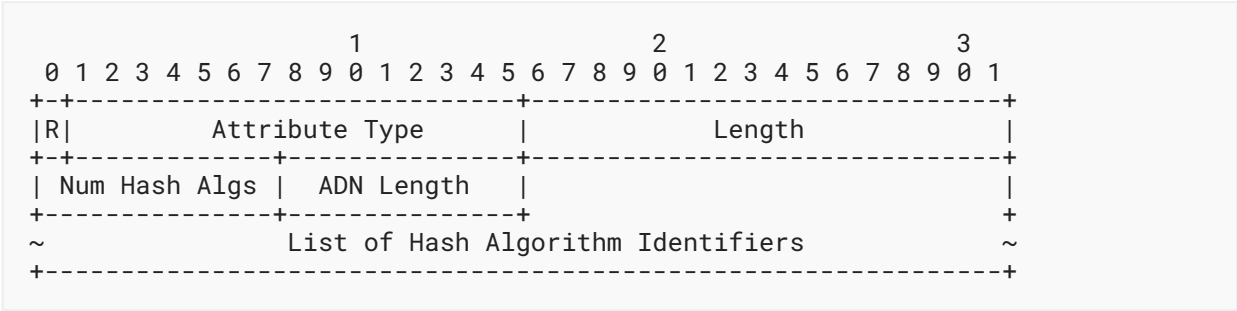 1                   2                   3
 0 1 2 3 4 5 6 7 8 9 0 1 2 3 4 5 6 7 8 9 0 1 2 3 4 5 6 7 8 9 0 1
+-+-----------------------------+-------------------------------+
|R|         Attribute Type      |            Length             |
+-+-------------+---------------+-------------------------------+
| Num Hash Algs |  ADN Length   |                               |
+---------------+---------------+                               +
~                List of Hash Algorithm Identifiers             ~
+---------------------------------------------------------------+